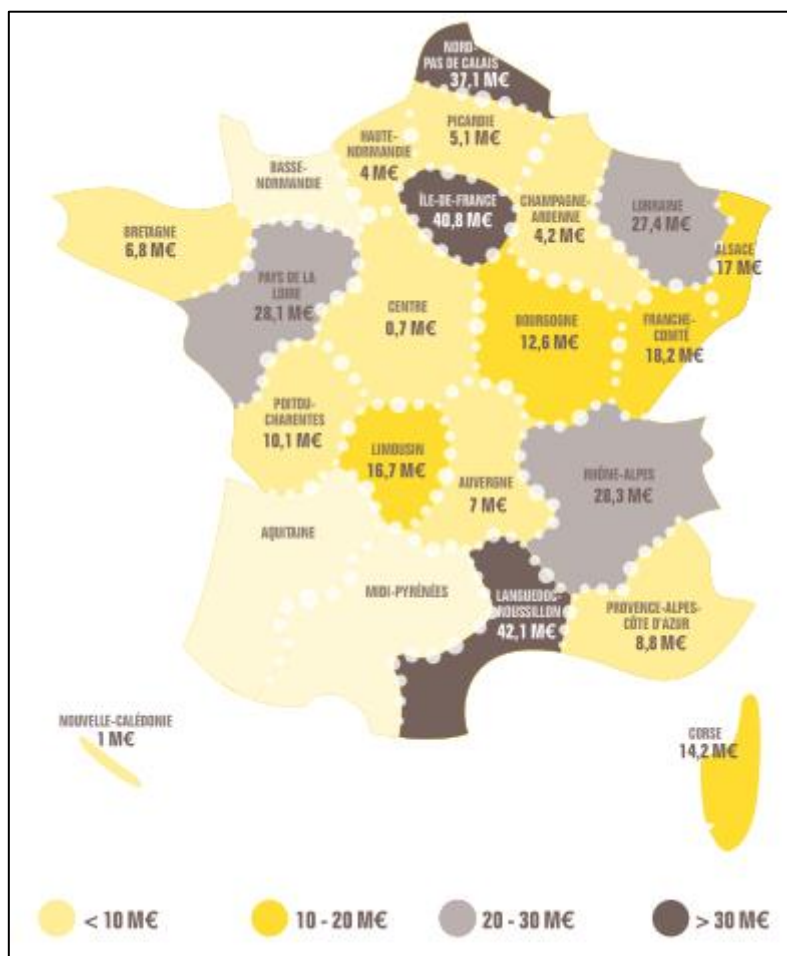 NORD-
PAS DE CALAIS
37,1 M€
PICARDIE
5,1 M€
HAUTE-
NORMANDIE
4 M€
BASSE-
NORMANDIE
ÎLE-DE-FRANCE
40,8 M€
CHAMPAGNE-
ARDENNE
4,2 M€
LORRAINE
27,4 M€
ALSACE
17 M€
BRETAGNE
6,8 M€
PAYS DE LA
LOIRE
28,1 M€
CENTRE
0,7 M€
BOURGOGNE
12,6 M€
FRANCHE-
COMTÉ
18,2 M€
POITOU-
CHARENTES
10,1 M€
LIMOUSIN
16,7 M€
AUVERGNE
7 M€
RHÔNE-ALPES
28,3 M€
AQUITAINE
MIDI-PYRÉNÉES
LANGUEDOC-
ROUSSILLON
42,1 M€
PROVENCE-ALPES-
CÔTE D'AZUR
8,8 M€
NOUVELLE-CALÉDONIE
1 M€
CORSE
14,2 M€
< 10 M€
10 - 20 M€
20 - 30 M€
> 30 M€